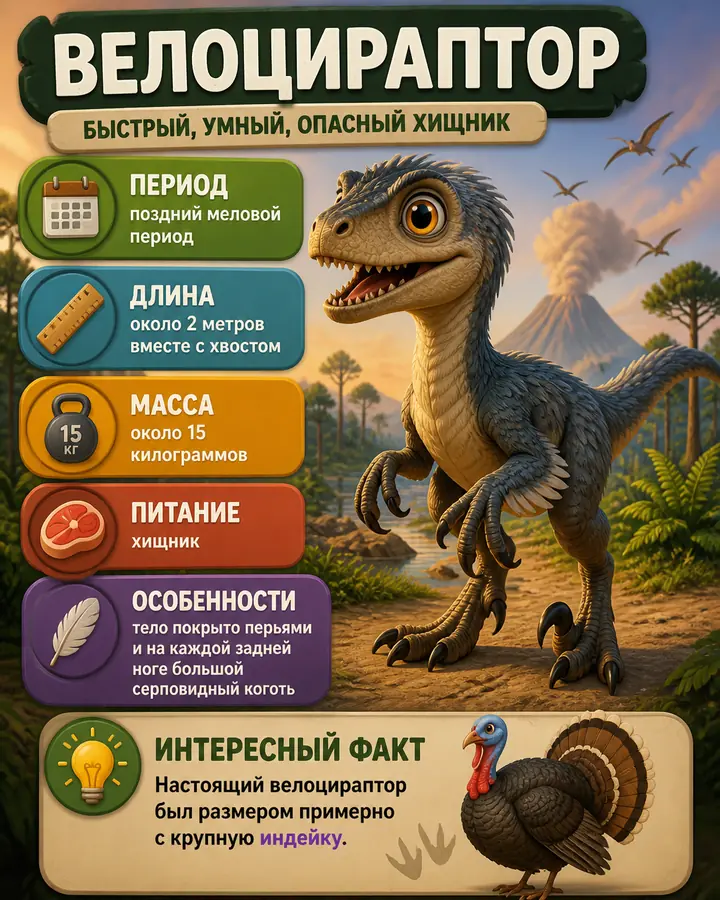 ВЕЛОЦИРАПТОР
БЫСТРЫЙ, УМНЫЙ, ОПАСНЫЙ ХИЩНИК
ПЕРИОД
поздний меловой
период
ДЛИНА
около 2 метров
вместе с хвостом
15
КГ
МАССА
около 15
килограммов
ПИТАНИЕ
хищник
ОСОБЕННОСТИ
тело покрыто перьями
и на каждой задней
ноге большой
серповидный коготь
ИНТЕРЕСНЫЙ ФАКТ
Настоящий велоцираптор
был размером примерно
с крупную индейку.